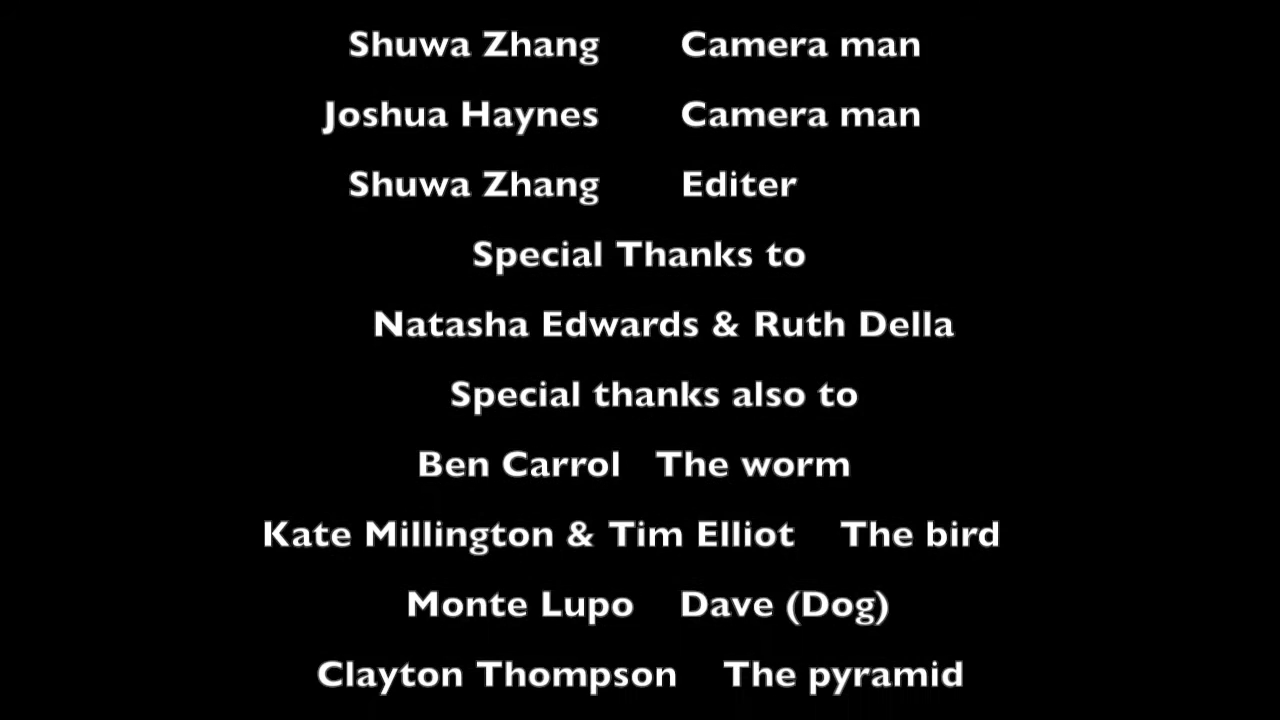 Shuwa Zhang Camera man
Joshua Haynes Camera man
Shuwa Zhang Editer
Special Thanks to
Natasha Edwards & Ruth Della
Special thanks also to
Ben Carrol The worm
Kate Millington & Tim Elliot The bird
Monte Lupo Dave (Dog)
Clayton Thompson The pyramid